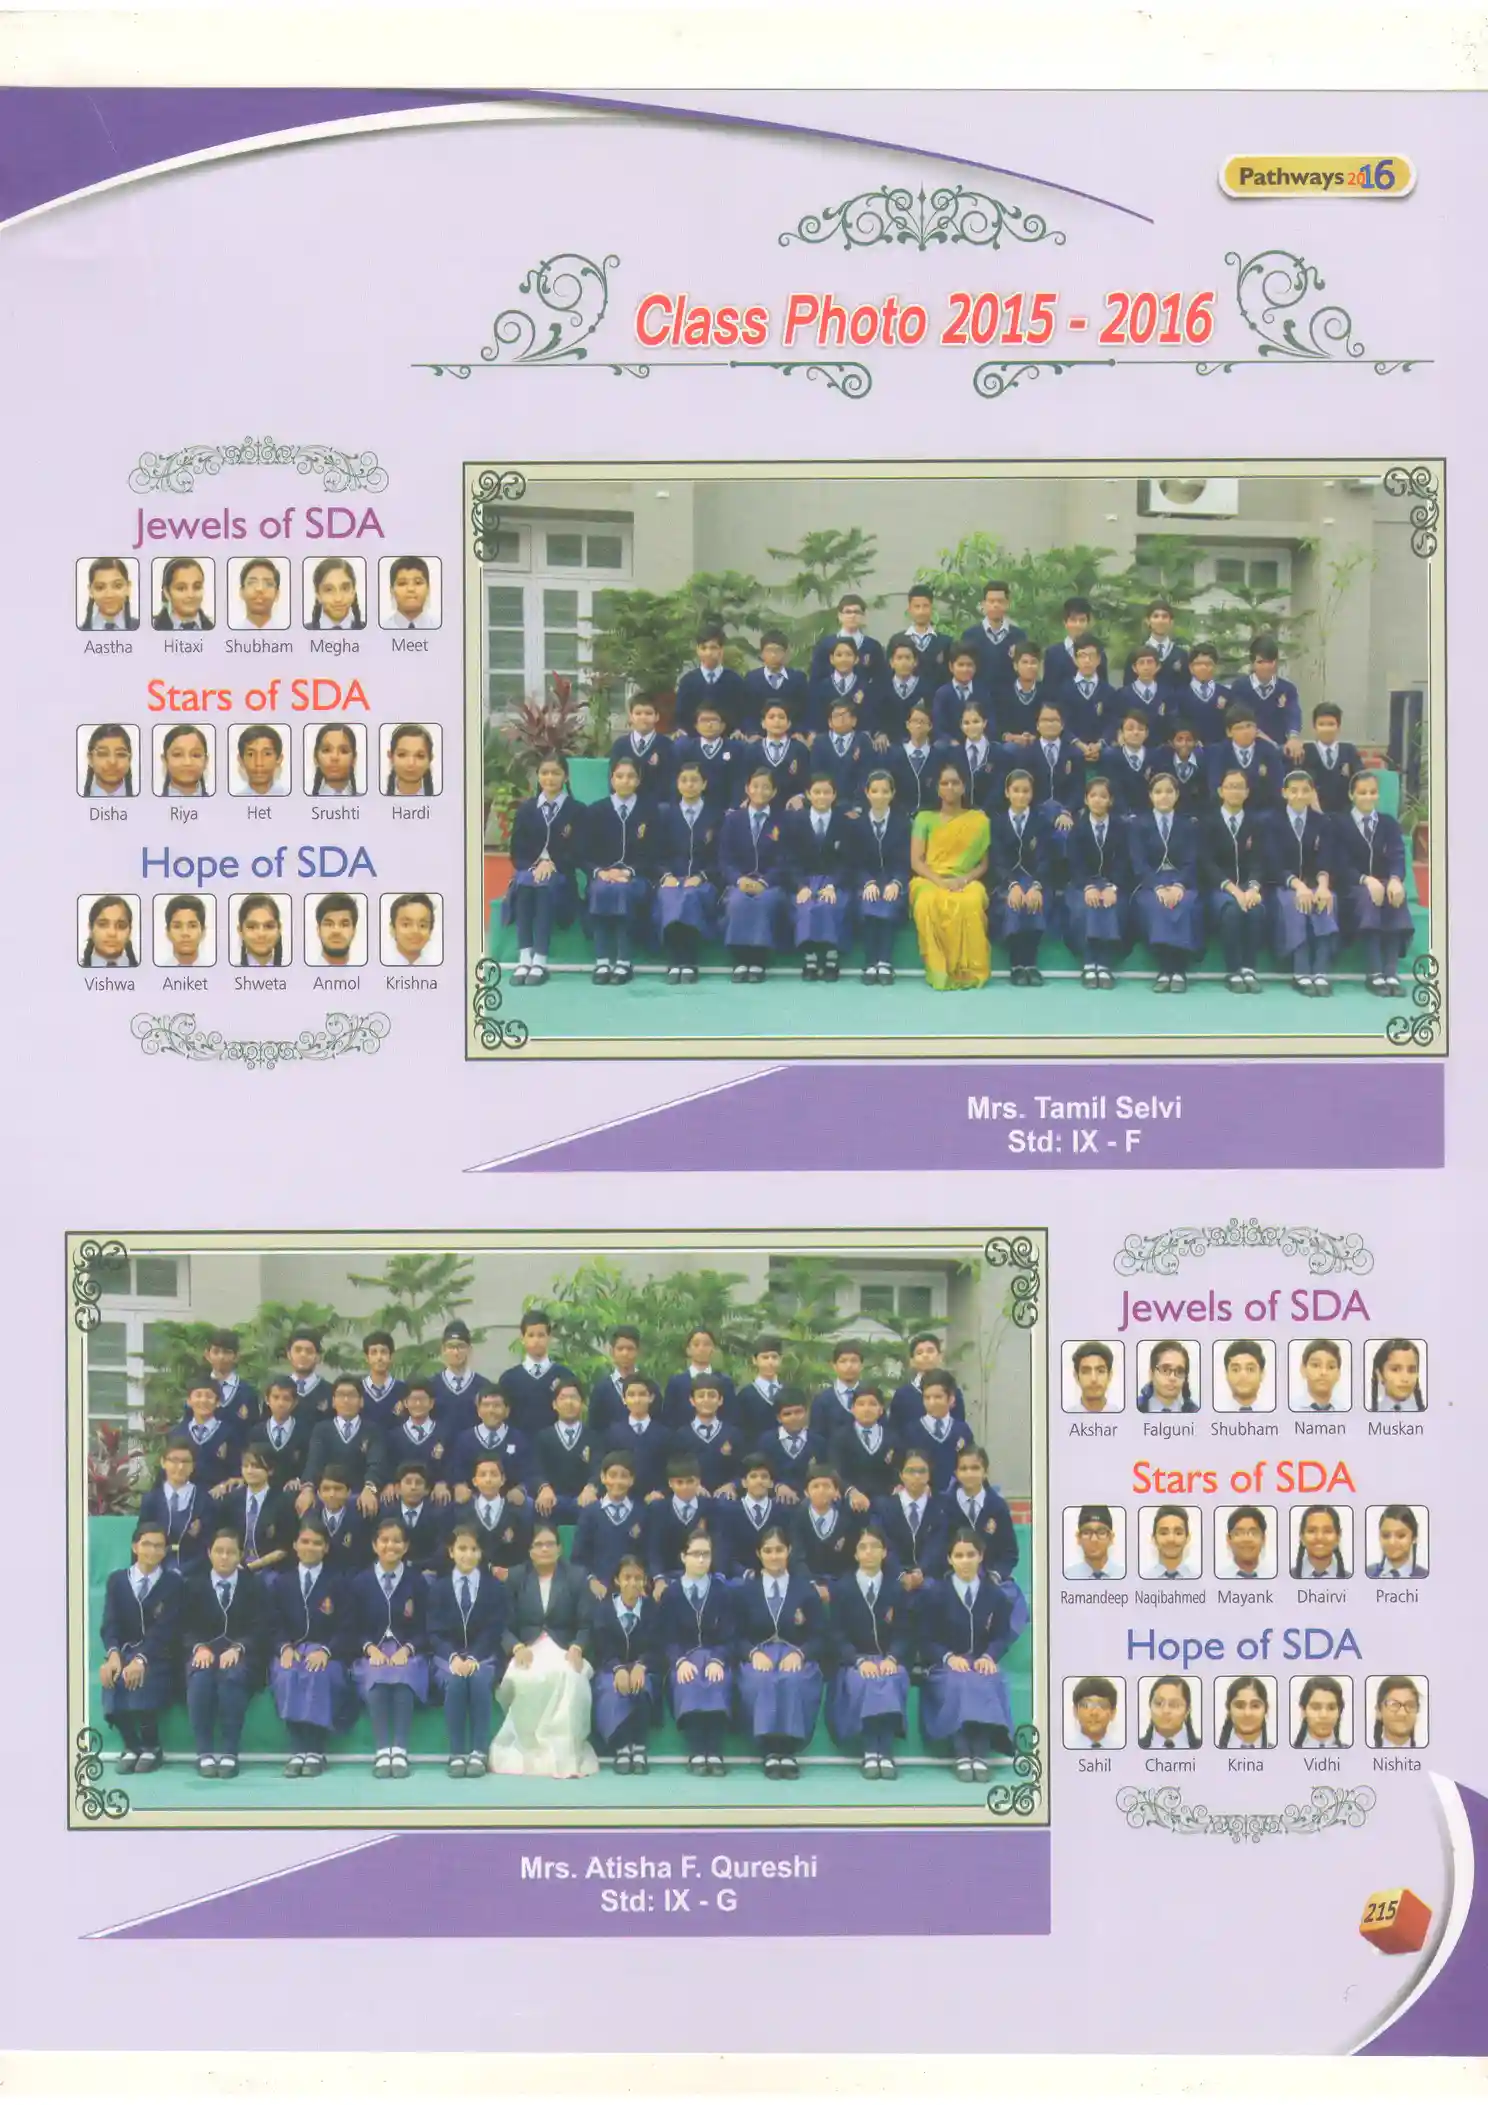 Pathways 2016
Class Photo 2015 - 2016
Jewels of SDA
Aastha Hitaxi Shubham Megha Meet
Stars of SDA
Disha Riya Het Srushti Hardi
Hope of SDA
Vishwa Aniket Shweta Anmol Krishna
Mrs. Tamil Selvi
Std: IX - F
Jewels of SDA
Akshar Falguni Shubham Naman Muskan
Stars of SDA
Ramandeep Naqibahmed Mayank Dhairvi Prachi
Hope of SDA
Sahil Charmi Krina Vidhi Nishita
Mrs. Atisha F. Qureshi
Std: IX - G
215